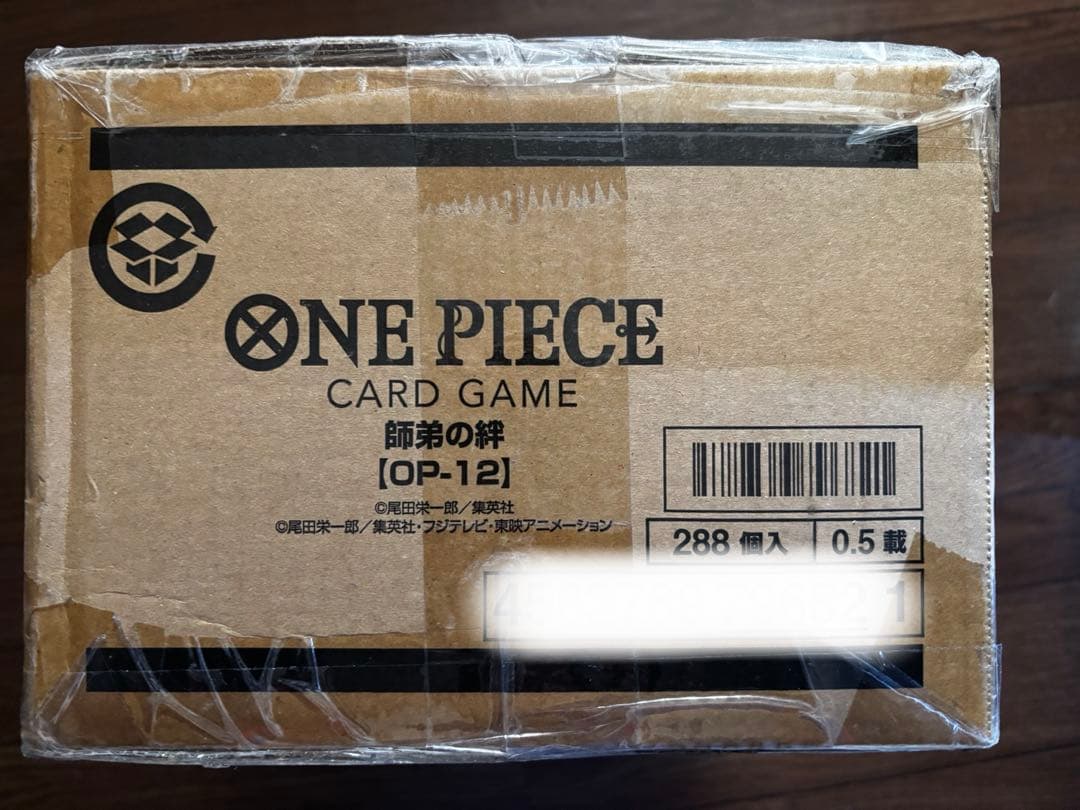 ONE PIECE
CARD GAME
師弟の絆
【OP-12】
©尾田栄一郎／集英社
©尾田栄一郎／集英社・フジテレビ・東映アニメーション
288 個入
0.5 載